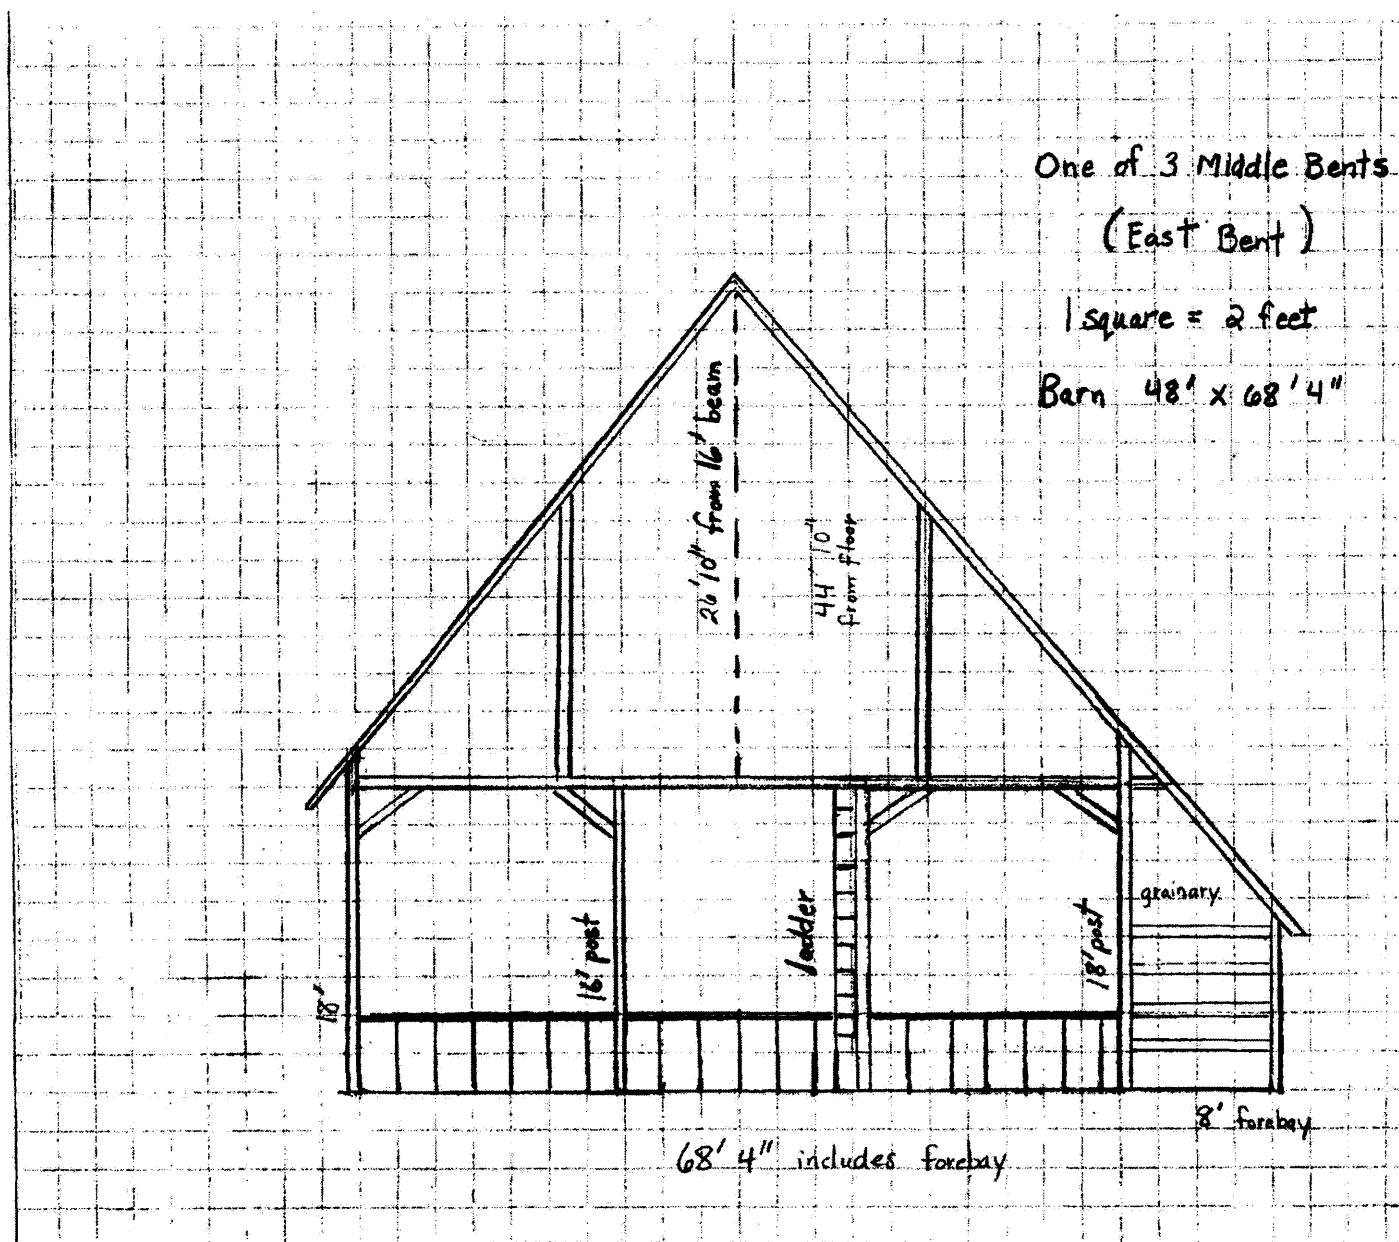 One of 3 Middle Bents
(East Bent)
1 square = 2 feet
Barn 48' x 68' 4"
26' 10" from 16' beam
44' 10"
from floor
grainary
ladder
16' post
18' post
18'
8' forebay
68' 4" includes forebay